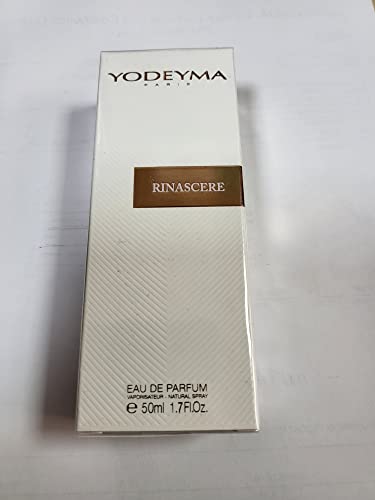 YODEYMA
PARIS
RINASCERE
EAU DE PARFUM
VAPORISATEUR - NATURAL SPRAY
℮ 50ml 1.7Fl.Oz.